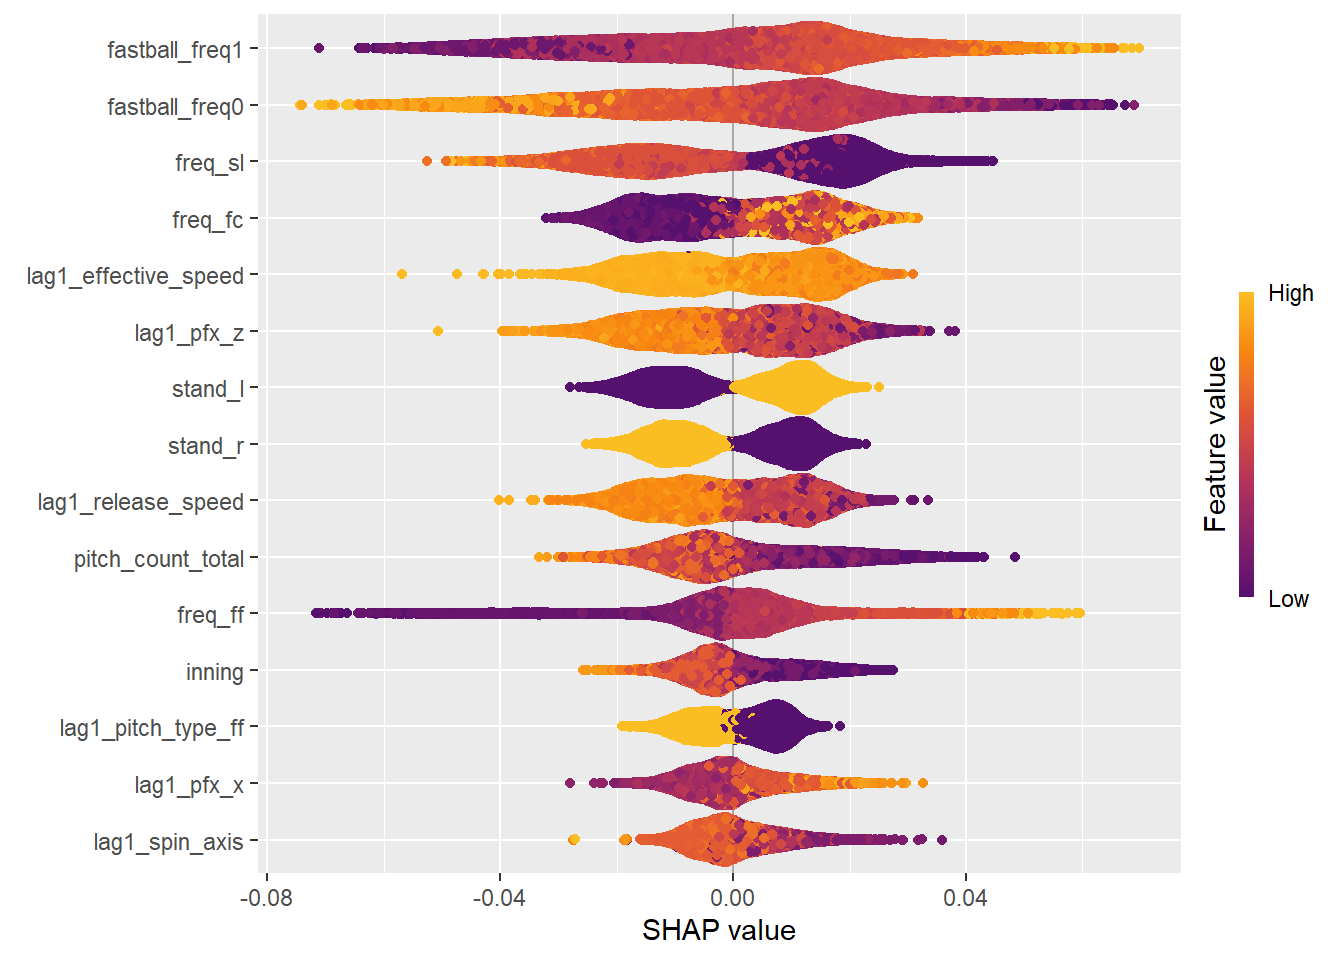 fastball_freq1
fastball_freq0
freq_sl
freq_fc
lag1_effective_speed
lag1_pfx_z
stand_l
stand_r
lag1_release_speed
pitch_count_total
freq_ff
inning
lag1_pitch_type_ff
lag1_pfx_x
lag1_spin_axis
-0.08 -0.04 0.00 0.04
SHAP value
High
Low
Feature value